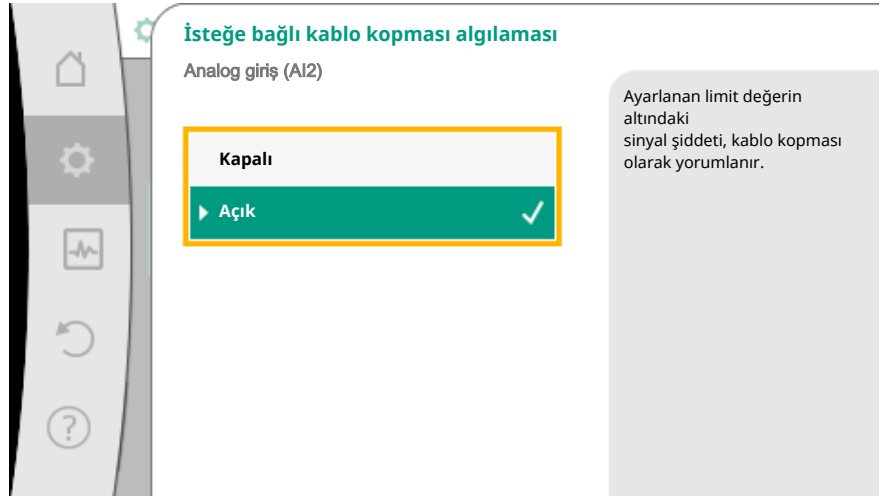 İsteğe bağlı kablo kopması algılaması
Analog giriş (AI2)
Kapalı
Açık
Ayarlanan limit değerin
altındaki
sinyal şiddeti, kablo kopması
olarak yorumlanır.
?